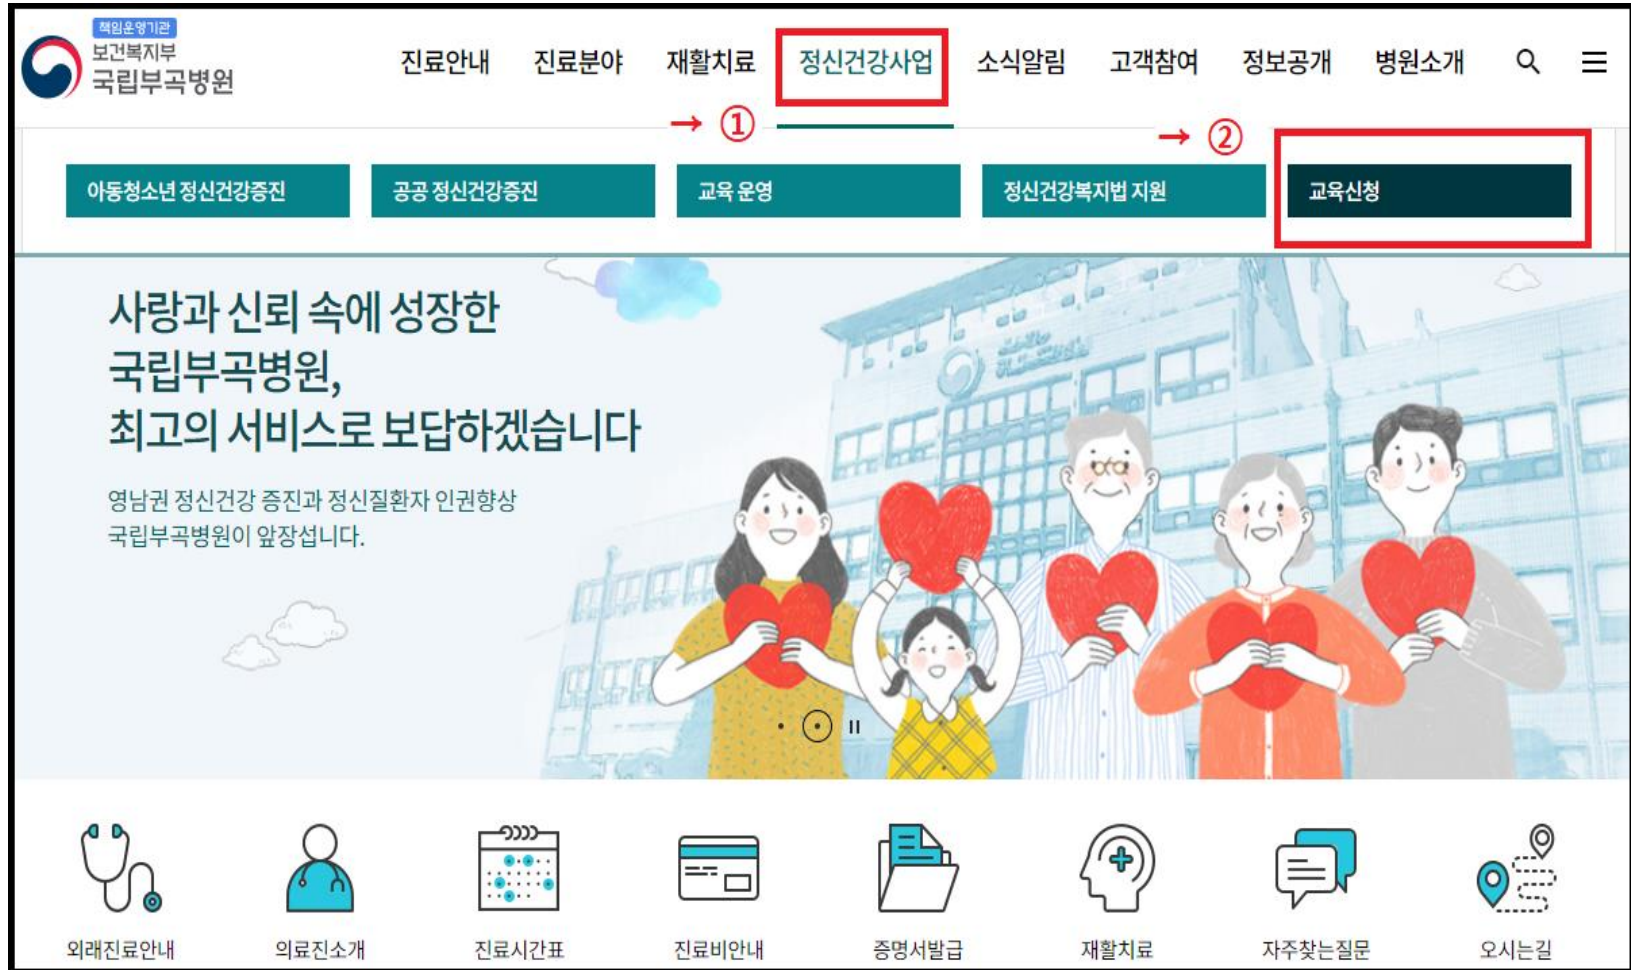 책임운영기관
보건복지부
국립부곡병원
진료안내 진료분야 재활치료 정신건강사업 소식알림 고객참여 정보공개 병원소개
→ ① → ②
아동청소년 정신건강증진 공공 정신건강증진 교육 운영 정신건강복지법 지원 교육신청
사랑과 신뢰 속에 성장한
국립부곡병원,
최고의 서비스로 보답하겠습니다
영남권 정신건강 증진과 정신질환자 인권향상
국립부곡병원이 앞장섭니다.
외래진료안내 의료진소개 진료시간표 진료비안내 증명서발급 재활치료 자주찾는질문 오시는길